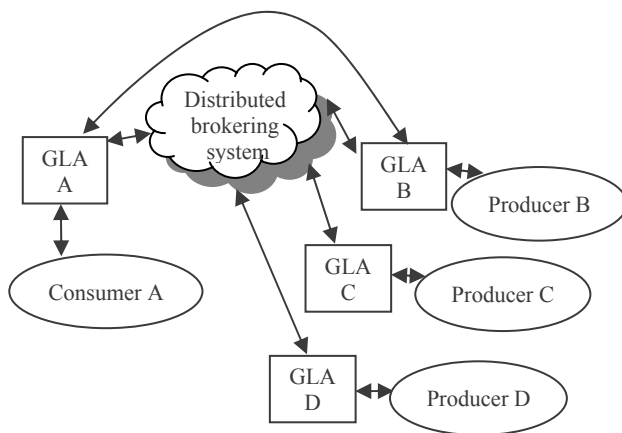 Distributed
brokering
system
GLA
A
GLA
B
Producer B
GLA
C
Consumer A
Producer C
GLA
D
Producer D